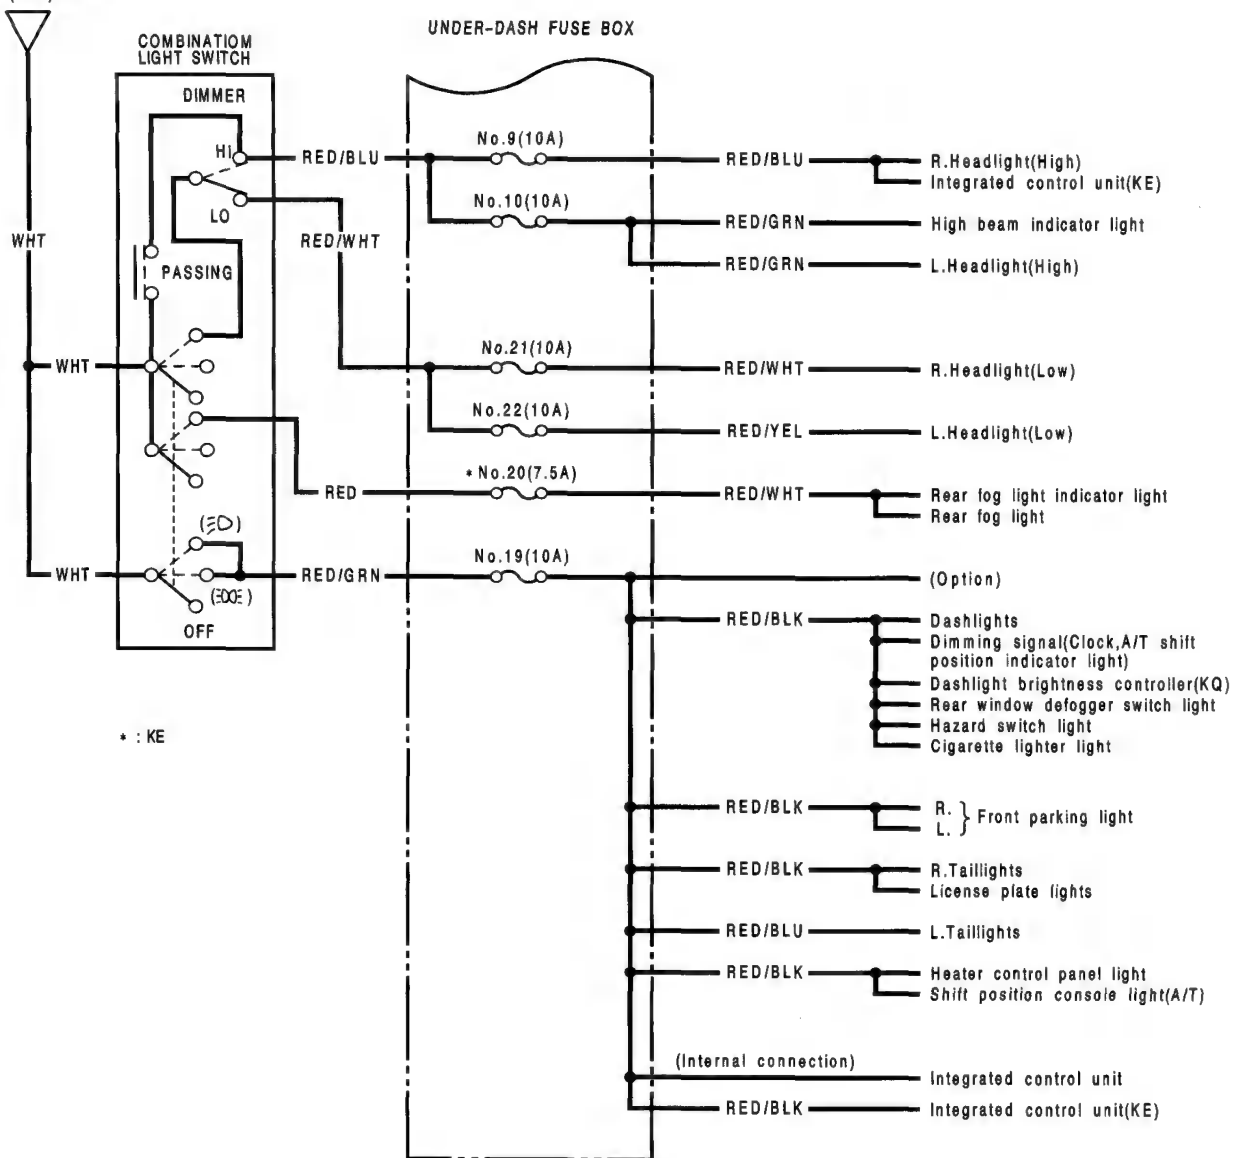 UNDER-DASH FUSE BOX
COMBINATIOM
LIGHT SWITCH
DIMMER
HI
LO
PASSING
OFF
WHT
WHT
WHT
RED/BLU
RED/WHT
RED
RED/GRN
No.9(10A)
No.10(10A)
No.21(10A)
No.22(10A)
* No.20(7.5A)
No.19(10A)
RED/BLU
R.Headlight(High)
Integrated control unit(KE)
RED/GRN
High beam indicator light
RED/GRN
L.Headlight(High)
RED/WHT
R.Headlight(Low)
RED/YEL
L.Headlight(Low)
RED/WHT
Rear fog light indicator light
Rear fog light
(Option)
RED/BLK
Dashlights
Dimming signal(Clock,A/T shift
position indicator light)
Dashlight brightness controller(KQ)
Rear window defogger switch light
Hazard switch light
Cigarette lighter light
* : KE
RED/BLK
R.
L.
} Front parking light
RED/BLK
R.Taillights
License plate lights
RED/BLU
L.Taillights
RED/BLK
Heater control panel light
Shift position console light(A/T)
(Internal connection)
Integrated control unit
RED/BLK
Integrated control unit(KE)